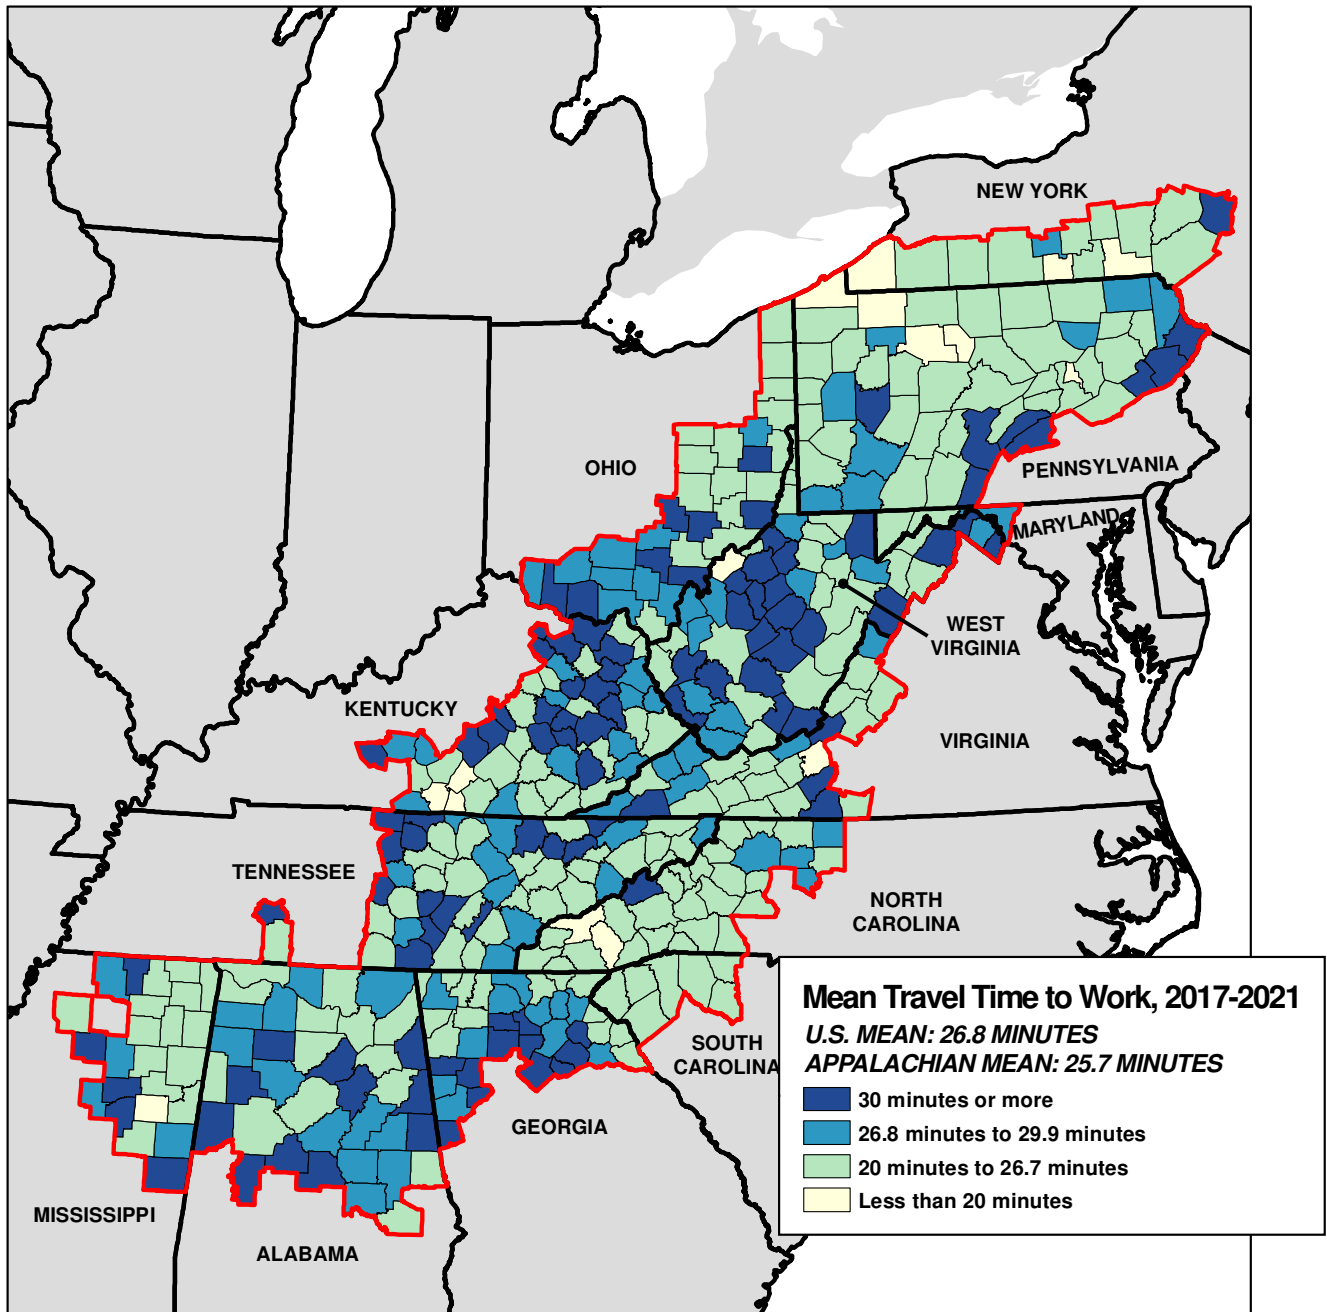 NEW YORK
OHIO
PENNSYLVANIA
MARYLAND
WEST
VIRGINIA
KENTUCKY
VIRGINIA
TENNESSEE
NORTH
CAROLINA
SOUTH
CAROLINA
GEORGIA
MISSISSIPPI
ALABAMA
Mean Travel Time to Work, 2017-2021
U.S. MEAN: 26.8 MINUTES
APPALACHIAN MEAN: 25.7 MINUTES
30 minutes or more
26.8 minutes to 29.9 minutes
20 minutes to 26.7 minutes
Less than 20 minutes